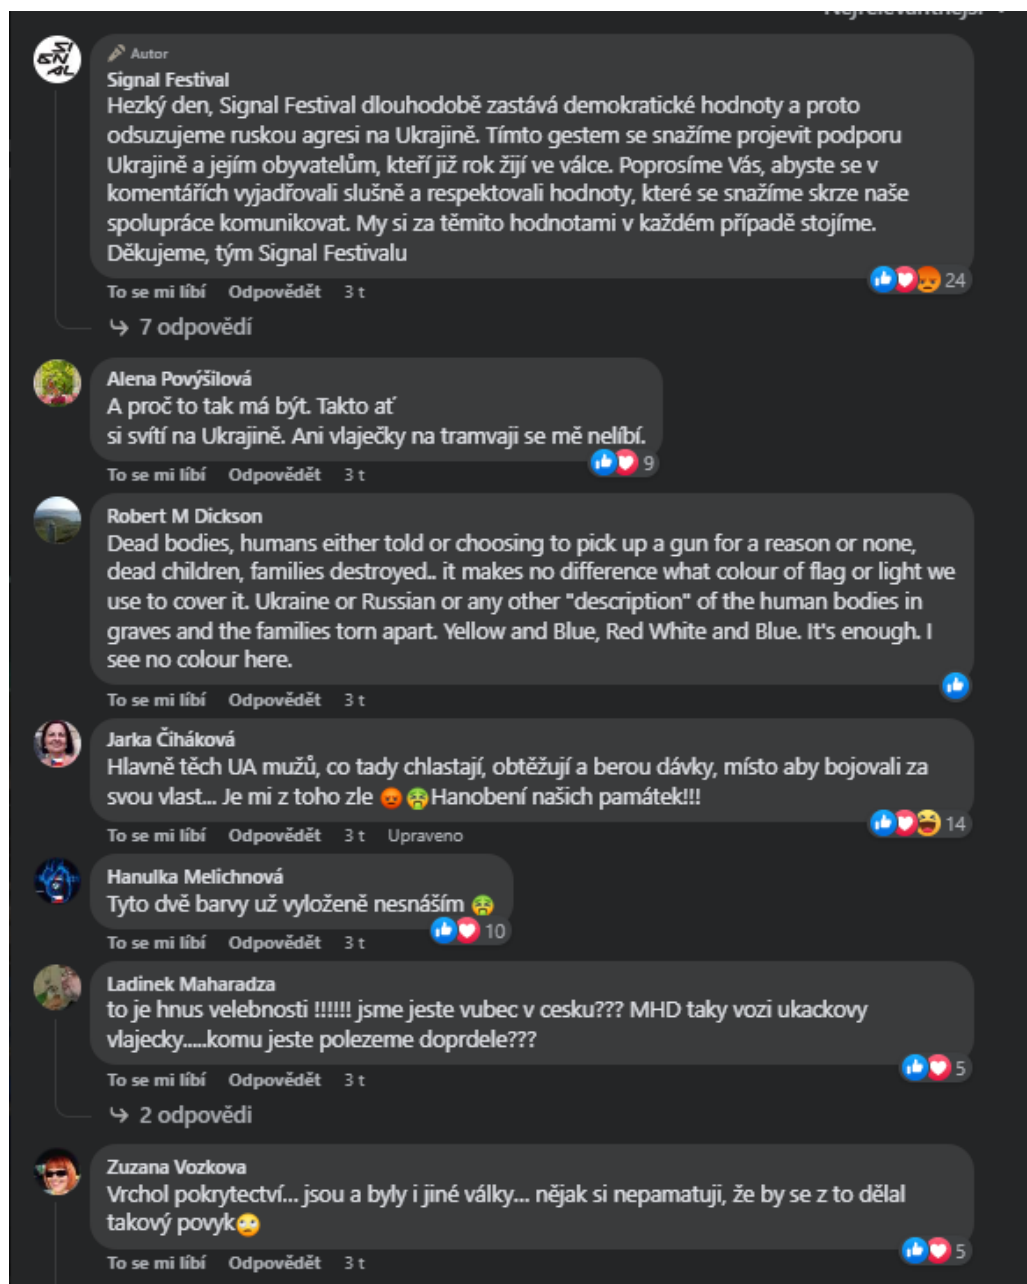 Nejrelevantnější
SIGNAL
Autor
Signal Festival
Hezký den, Signal Festival dlouhodobě zastává demokratické hodnoty a proto
odsuzujeme ruskou agresi na Ukrajině. Tímto gestem se snažíme projevit podporu
Ukrajině a jejím obyvatelům, kteří již rok žijí ve válce. Poprosíme Vás, abyste se v
komentářích vyjadřovali slušně a respektovali hodnoty, které se snažíme skrze naše
spolupráce komunikovat. My si za těmito hodnotami v každém případě stojíme.
Děkujeme, tým Signal Festivalu
24
To se mi líbí Odpovědět 3 t
7 odpovědí
Alena Povýšilová
A proč to tak má být. Takto ať
si svítí na Ukrajině. Ani vlaječky na tramvaji se mě nelíbí.
9
To se mi líbí Odpovědět 3 t
Robert M Dickson
Dead bodies, humans either told or choosing to pick up a gun for a reason or none,
dead children, families destroyed.. it makes no difference what colour of flag or light we
use to cover it. Ukraine or Russian or any other "description" of the human bodies in
graves and the families torn apart. Yellow and Blue, Red White and Blue. It's enough. I
see no colour here.
To se mi líbí Odpovědět 3 t
Jarka Čiháková
Hlavně těch UA mužů, co tady chlastají, obtěžují a berou dávky, místo aby bojovali za
svou vlast... Je mi z toho zle 😡🤮Hanobení našich památek!!!
14
To se mi líbí Odpovědět 3 t Upraveno
Hanulka Melichnová
Tyto dvě barvy už vyloženě nesnáším 🤮
10
To se mi líbí Odpovědět 3 t
Ladinek Maharadza
to je hnus velebnosti !!!!!! jsme jeste vubec v cesku??? MHD taky vozi ukackovy
vlajecky.....komu jeste polezeme doprdele???
5
To se mi líbí Odpovědět 3 t
2 odpovědi
Zuzana Vozkova
Vrchol pokrytectví... jsou a byly i jiné války... nějak si nepamatuji, že by se z to dělal
takový povyk🙄
5
To se mi líbí Odpovědět 3 t